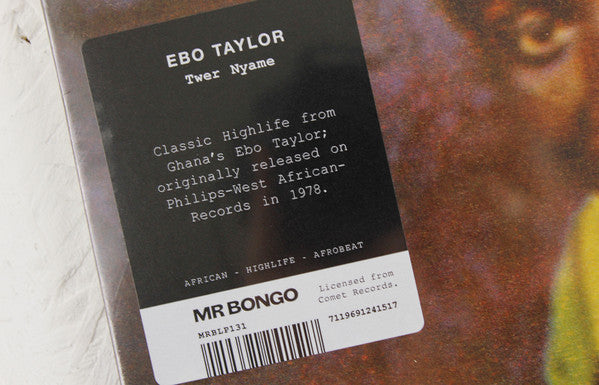 EBO TAYLOR
Twer Nyame
Classic Highlife from
Ghana's Ebo Taylor;
originally released on
Philips-West African-
Records in 1978.
AFRICAN - HIGHLIFE - AFROBEAT
MR BONGO
Licensed from
Comet Records.
MRBLP131
7119691241517